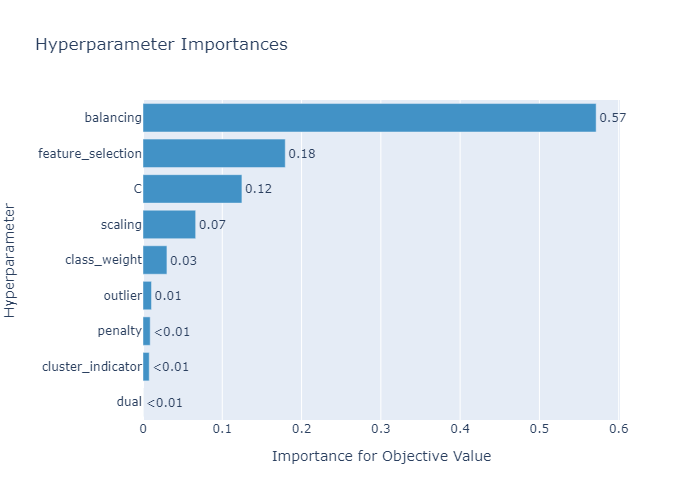 Hyperparameter Importances
Hyperparameter
balancing 0.57
feature_selection 0.18
C 0.12
scaling 0.07
class_weight 0.03
outlier 0.01
penalty <0.01
cluster_indicator <0.01
dual <0.01
0 0.1 0.2 0.3 0.4 0.5 0.6
Importance for Objective Value